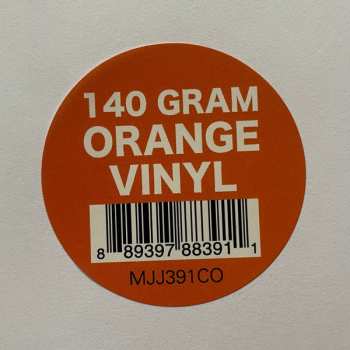 140 GRAM
ORANGE
VINYL
8 89397 88391 1
MJJ391CO